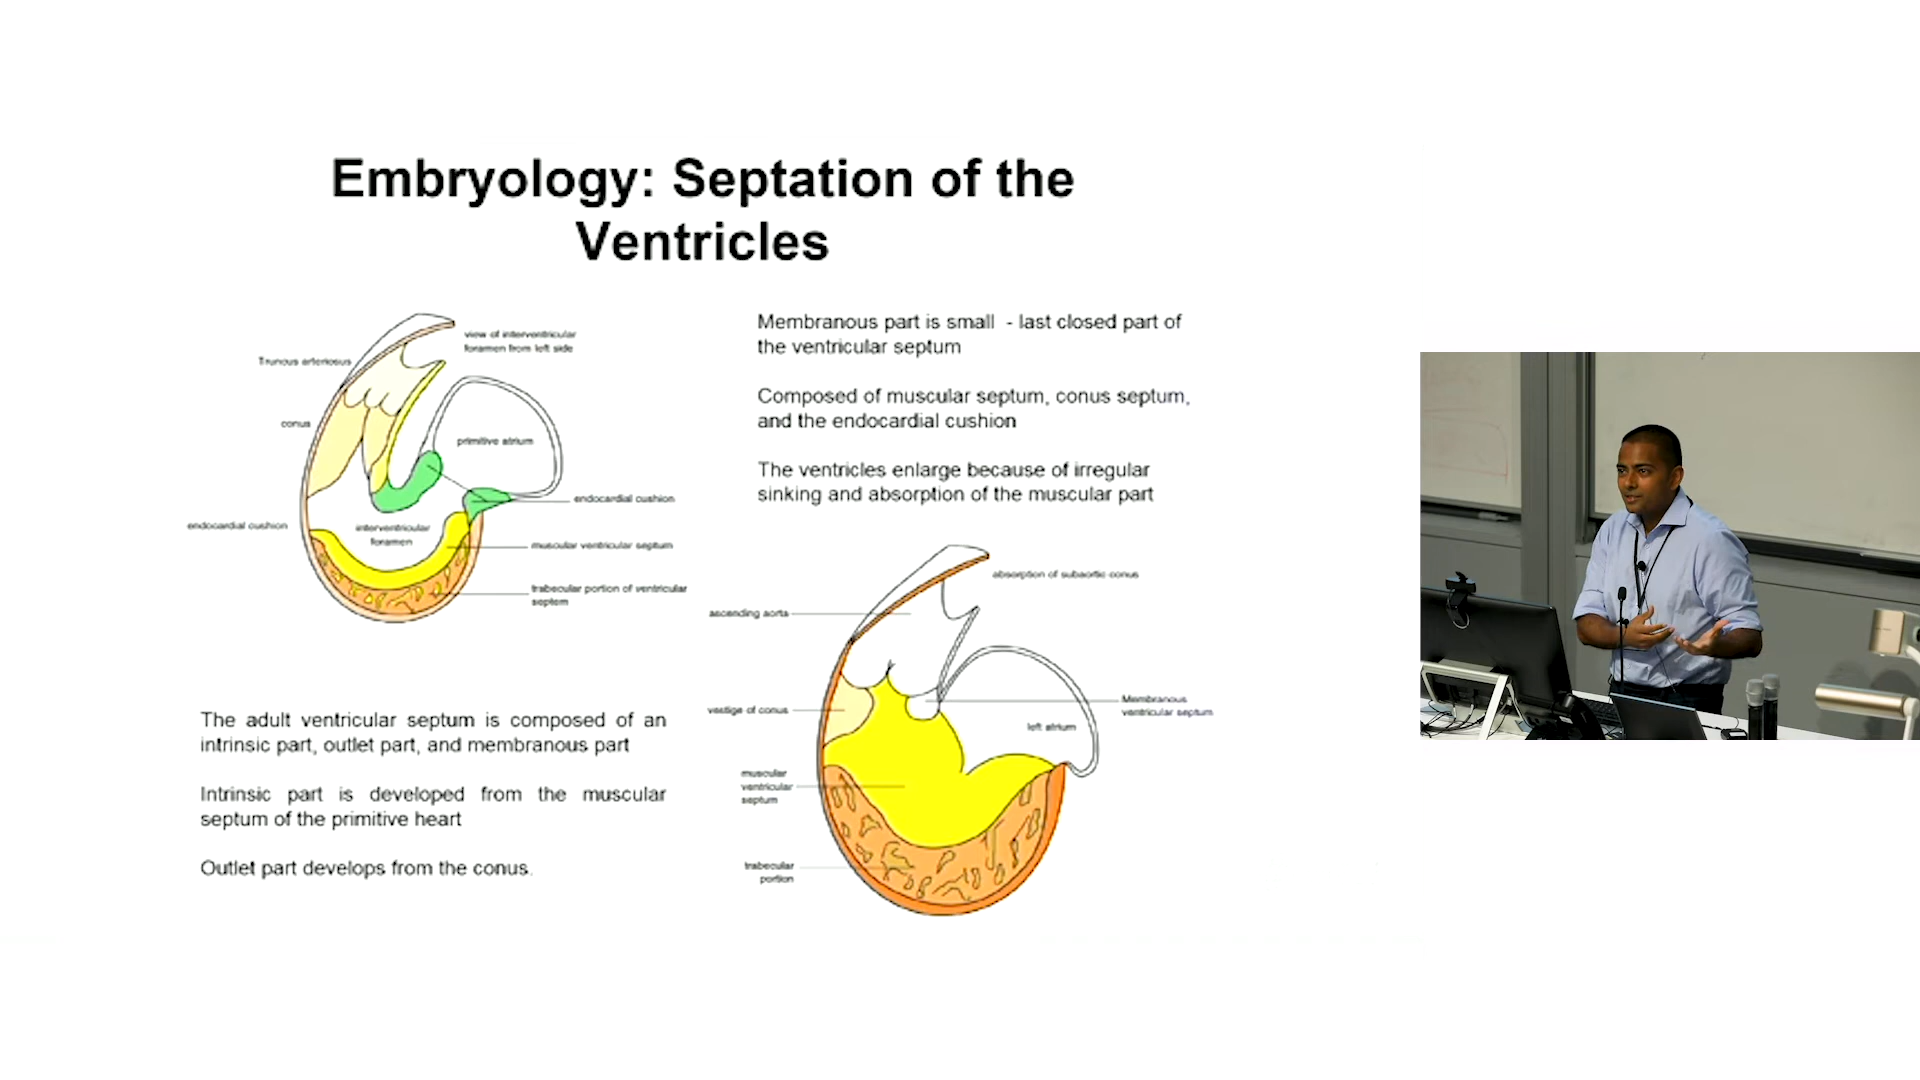 Embryology: Septation of the
Ventricles
view of interventricular
foramen from left side
Truncus arteriosus
conus
primitive atrium
endocardial cushion
endocardial cushion
interventricular
foramen
muscular ventricular septum
trabecular portion of ventricular
septem
Membranous part is small - last closed part of
the ventricular septum
Composed of muscular septum, conus septum,
and the endocardial cushion
The ventricles enlarge because of irregular
sinking and absorption of the muscular part
The adult ventricular septum is composed of an
intrinsic part, outlet part, and membranous part
Intrinsic part is developed from the muscular
septum of the primitive heart
Outlet part develops from the conus.
absorption of subaortic conus
ascending aorta
vestige of conus
Membranous
ventricular septum
left atrium
muscular
ventricular
septum
trabecular
portion